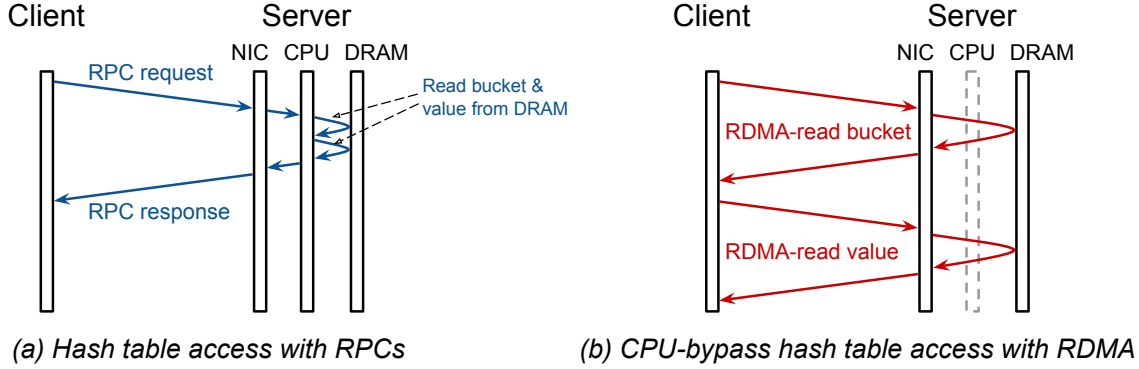 Client
Server
NIC CPU DRAM
RPC request
Read bucket &
value from DRAM
RPC response
(a) Hash table access with RPCs
Client
Server
NIC CPU DRAM
RDMA-read bucket
RDMA-read value
(b) CPU-bypass hash table access with RDMA